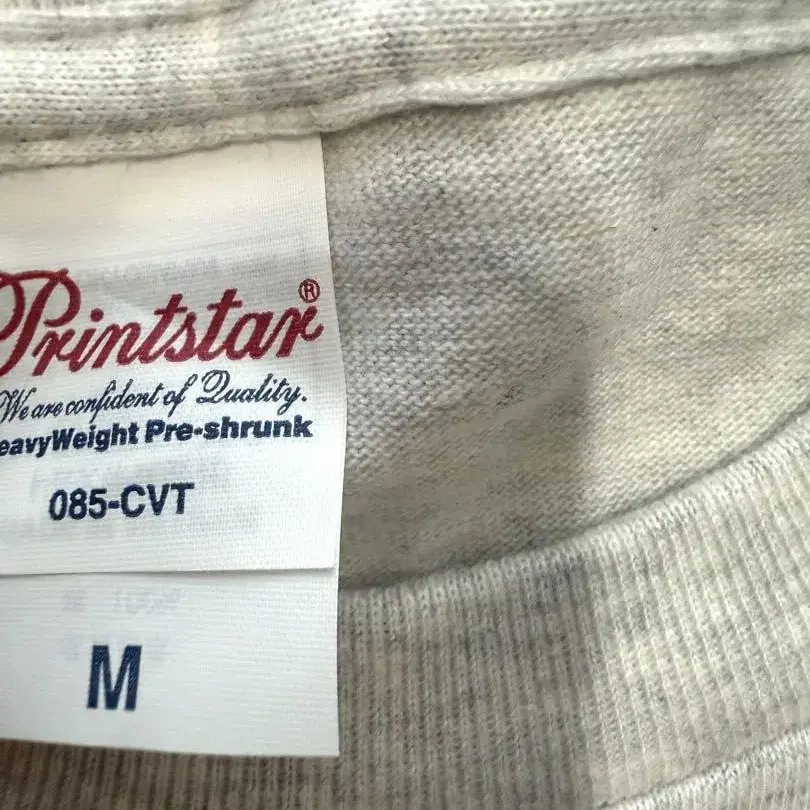 Printstar®
We are confident of Quality.
eavyWeight Pre-shrunk
085-CVT
M